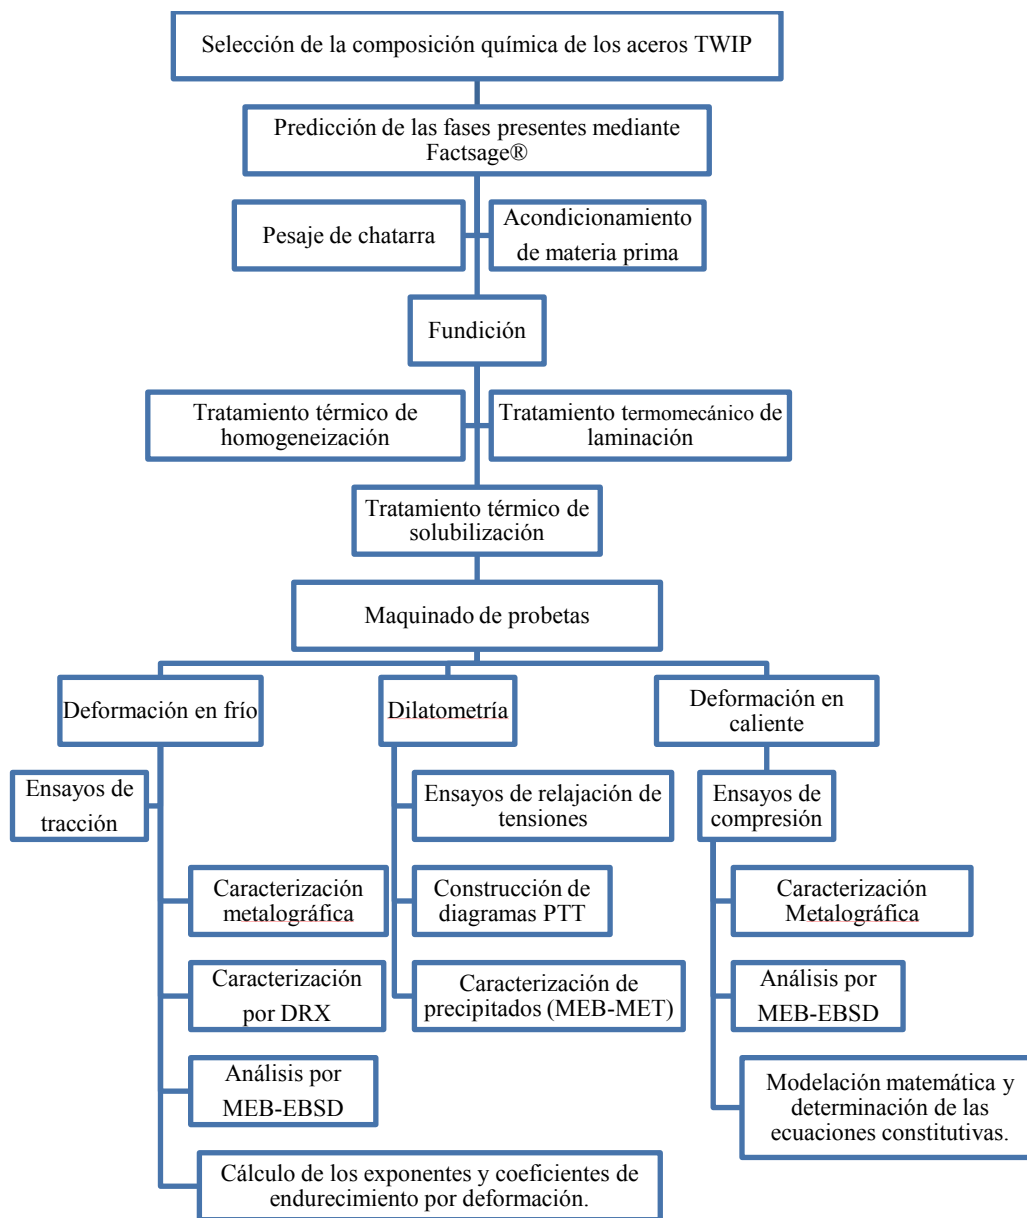 Selección de la composición química de los aceros TWIP
Predicción de las fases presentes mediante
Factsage®
Pesaje de chatarra
Acondicionamiento
de materia prima
Fundición
Tratamiento térmico de
homogeneización
Tratamiento termomecánico de
laminación
Tratamiento térmico de
solubilización
Maquinado de probetas
Deformación en frío
Ensayos de
tracción
Caracterización
metalográfica
Caracterización
por DRX
Análisis por
MEB-EBSD
Cálculo de los exponentes y coeficientes de
endurecimiento por deformación.
Dilatometría
Ensayos de relajación de
tensiones
Construcción de
diagramas PTT
Caracterización de
precipitados (MEB-MET)
Deformación en
caliente
Ensayos de
compresión
Caracterización
Metalográfica
Análisis por
MEB-EBSD
Modelación matemática y
determinación de las
ecuaciones constitutivas.